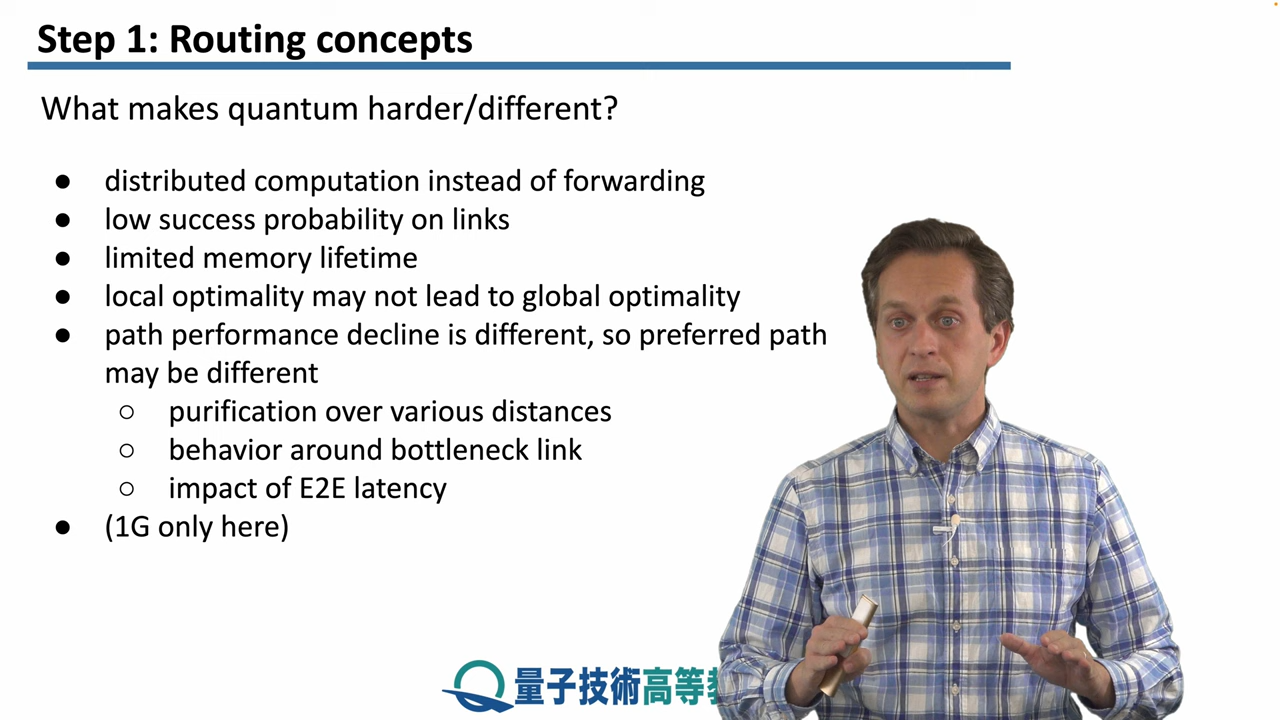 Step 1: Routing concepts
What makes quantum harder/different?
● distributed computation instead of forwarding
● low success probability on links
● limited memory lifetime
● local optimality may not lead to global optimality
● path performance decline is different, so preferred path
may be different
○ purification over various distances
○ behavior around bottleneck link
○ impact of E2E latency
● (1G only here)
量子技術高等